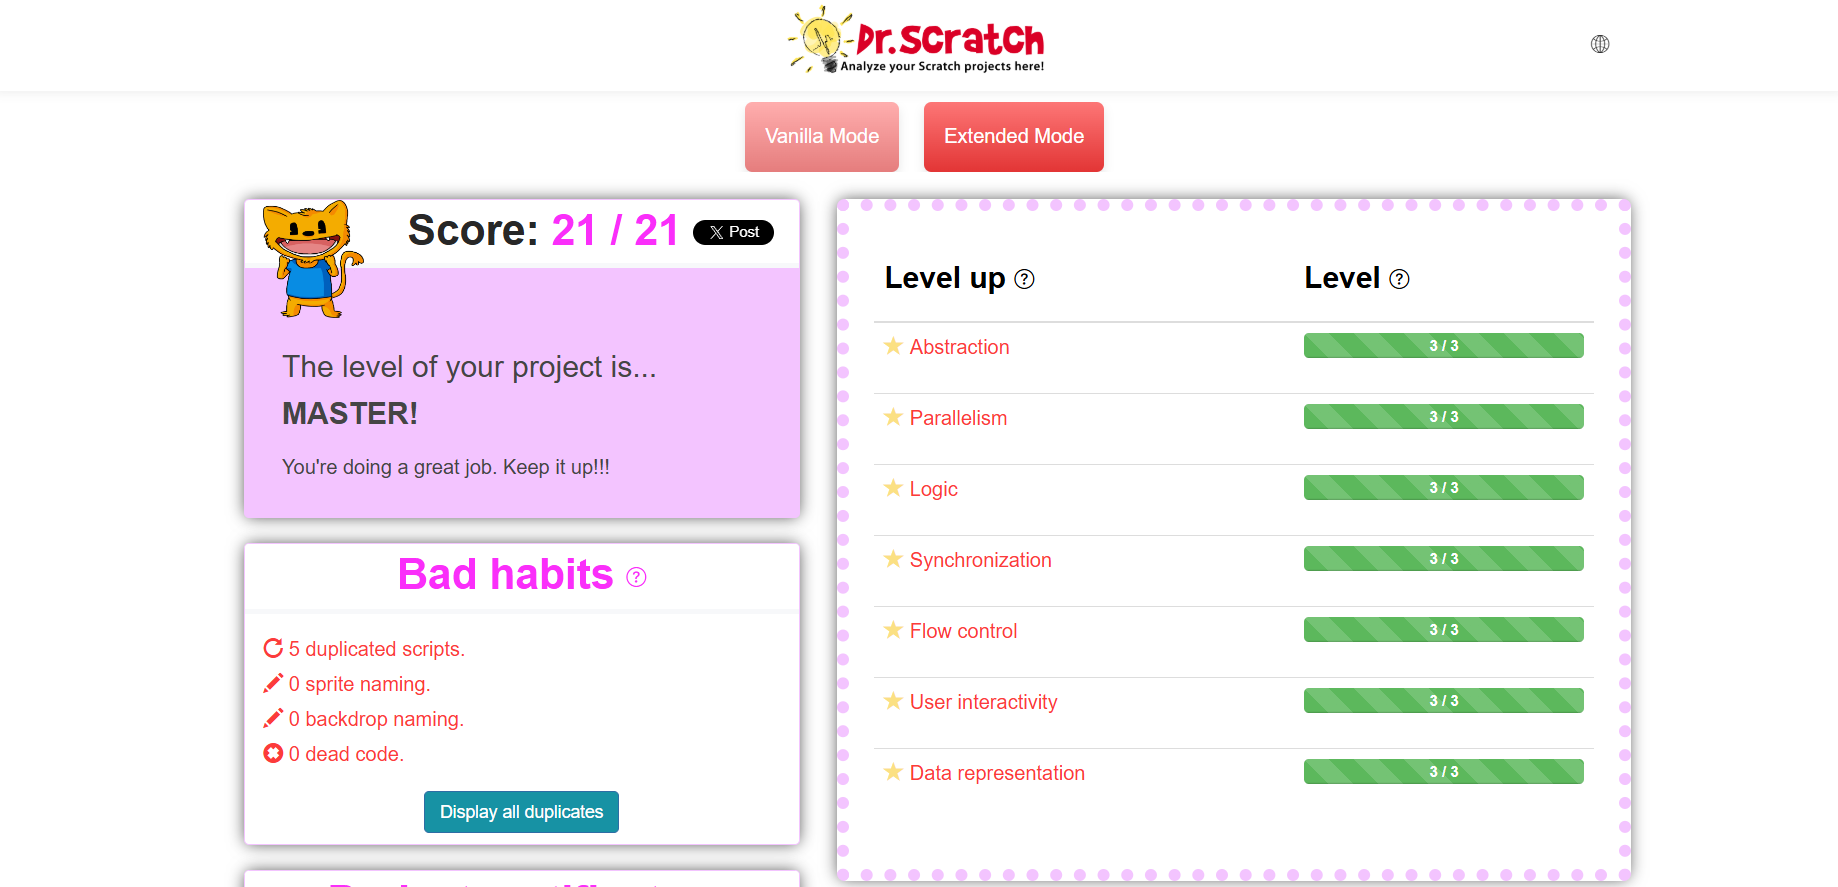 Dr.Scratch
Analyze your Scratch projects here!
Vanilla Mode
Extended Mode
Score: 21 / 21
Post
The level of your project is...
MASTER!
You're doing a great job. Keep it up!!!
Bad habits ?
5 duplicated scripts.
0 sprite naming.
0 backdrop naming.
0 dead code.
Display all duplicates
Level up ? Level ?
Abstraction 3 / 3
Parallelism 3 / 3
Logic 3 / 3
Synchronization 3 / 3
Flow control 3 / 3
User interactivity 3 / 3
Data representation 3 / 3